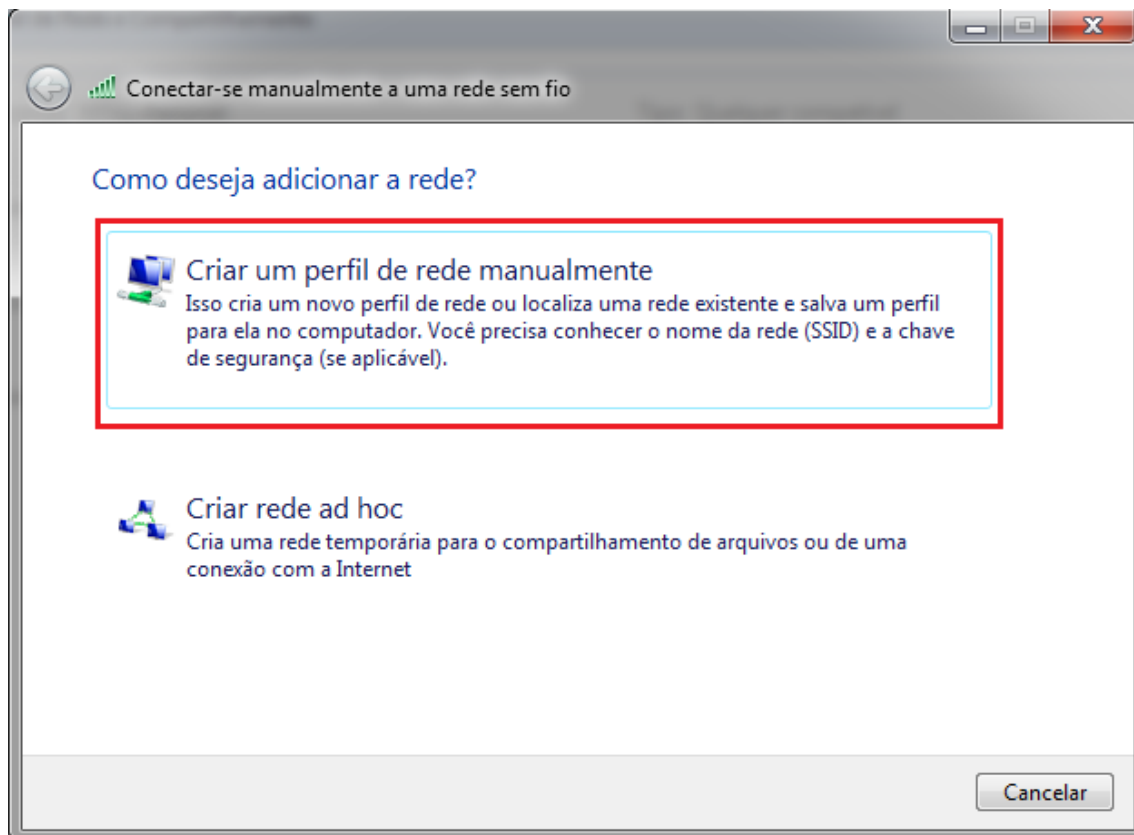 Conectar-se manualmente a uma rede sem fio
Como deseja adicionar a rede?
Criar um perfil de rede manualmente
Isso cria um novo perfil de rede ou localiza uma rede existente e salva um perfil
para ela no computador. Você precisa conhecer o nome da rede (SSID) e a chave
de segurança (se aplicável).
Criar rede ad hoc
Cria uma rede temporária para o compartilhamento de arquivos ou de uma
conexão com a Internet
Cancelar